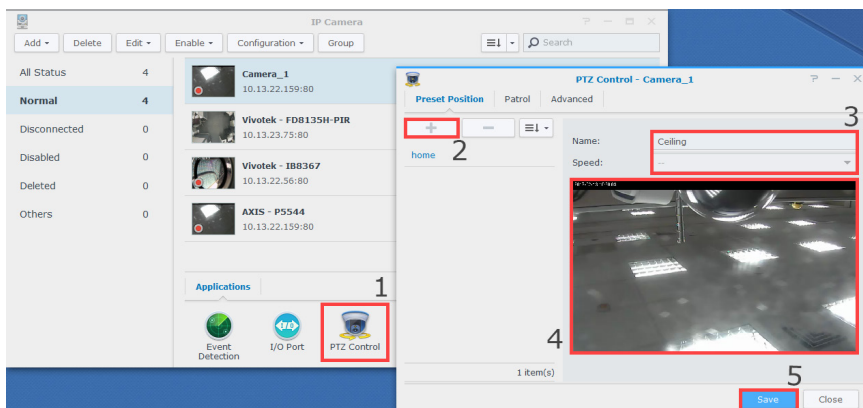 IP Camera
Add Delete Edit Enable Configuration Group Search
All Status 4
Normal 4
Disconnected 0
Disabled 0
Deleted 0
Others 0
Camera_1
10.13.22.159:80
Vivotek - FD8135H-PIR
10.13.23.75:80
Vivotek - IB8367
10.13.22.56:80
AXIS - P5544
10.13.22.159:80
Applications
1
Event Detection
I/O Port
PTZ Control
PTZ Control - Camera_1
Preset Position Patrol Advanced
2
home
1 item(s)
3
Name: Ceiling
Speed: --
4
5
Save Close